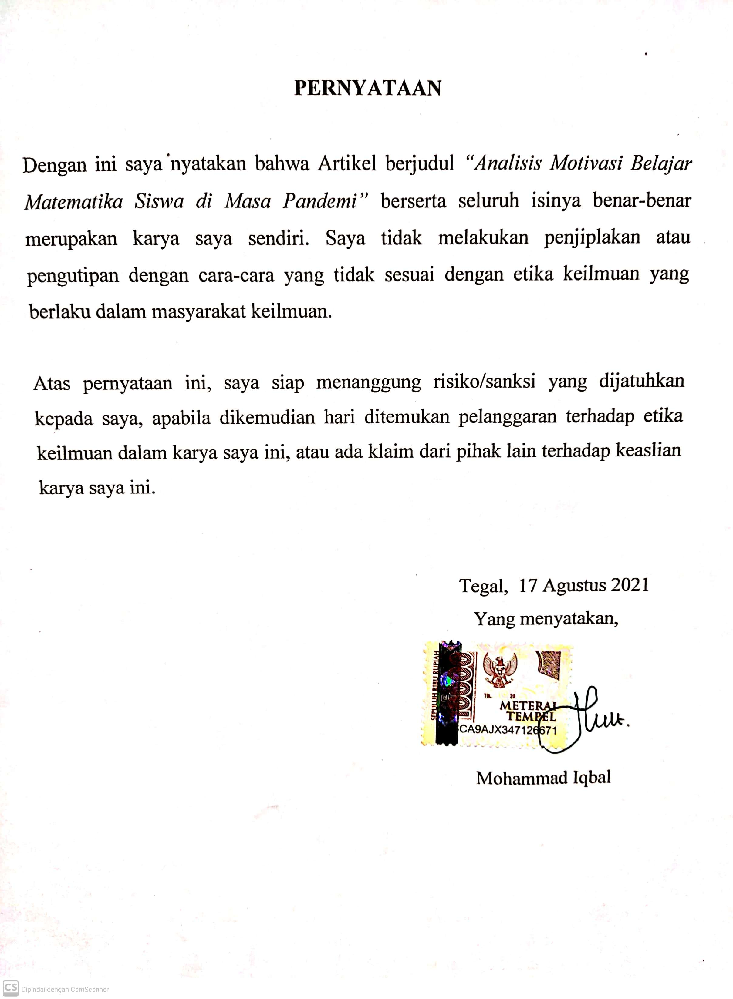 PERNYATAAN
Dengan ini saya nyatakan bahwa Artikel berjudul “Analisis Motivasi Belajar
Matematika Siswa di Masa Pandemi” berserta seluruh isinya benar-benar
merupakan karya saya sendiri. Saya tidak melakukan penjiplakan atau
pengutipan dengan cara-cara yang tidak sesuai dengan etika keilmuan yang
berlaku dalam masyarakat keilmuan.
Atas pernyataan ini, saya siap menanggung risiko/sanksi yang dijatuhkan
kepada saya, apabila dikemudian hari ditemukan pelanggaran terhadap etika
keilmuan dalam karya saya ini, atau ada klaim dari pihak lain terhadap keaslian
karya saya ini.
Tegal, 17 Agustus 2021
Yang menyatakan,
SEPULUH RIBU RUPIAH
10000
TGL. 20
METERAI
TEMPEL
CA9AJX347126671
Mohammad Iqbal
CS Dipindai dengan CamScanner